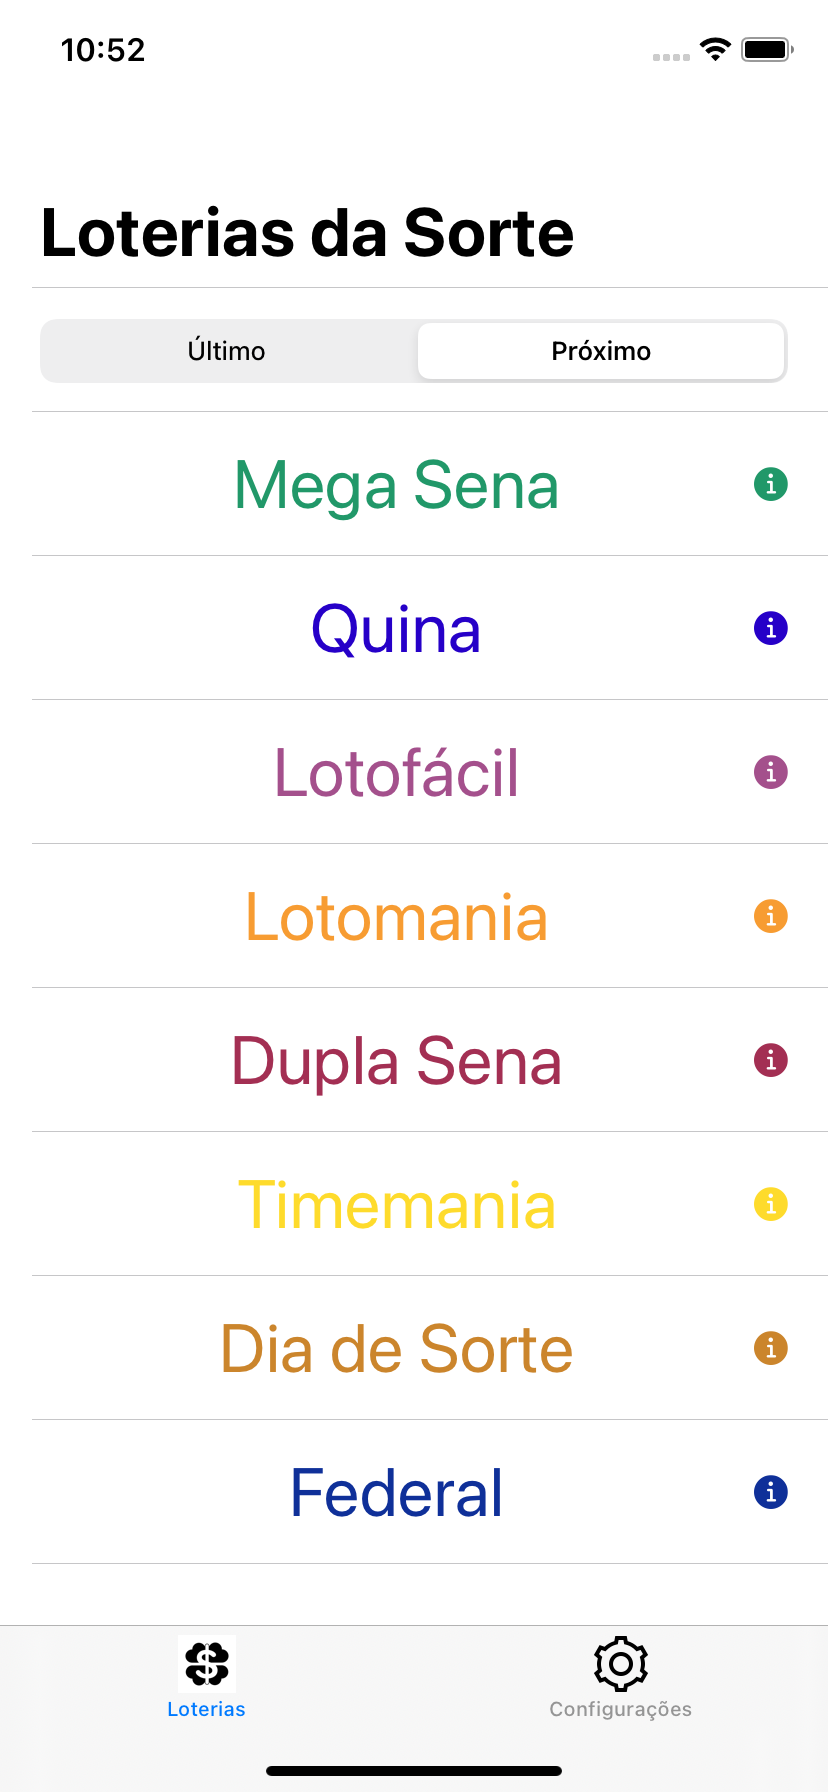 10:52
Loterias da Sorte
Último Próximo
Mega Sena
Quina
Lotofácil
Lotomania
Dupla Sena
Timemania
Dia de Sorte
Federal
Loterias Configurações